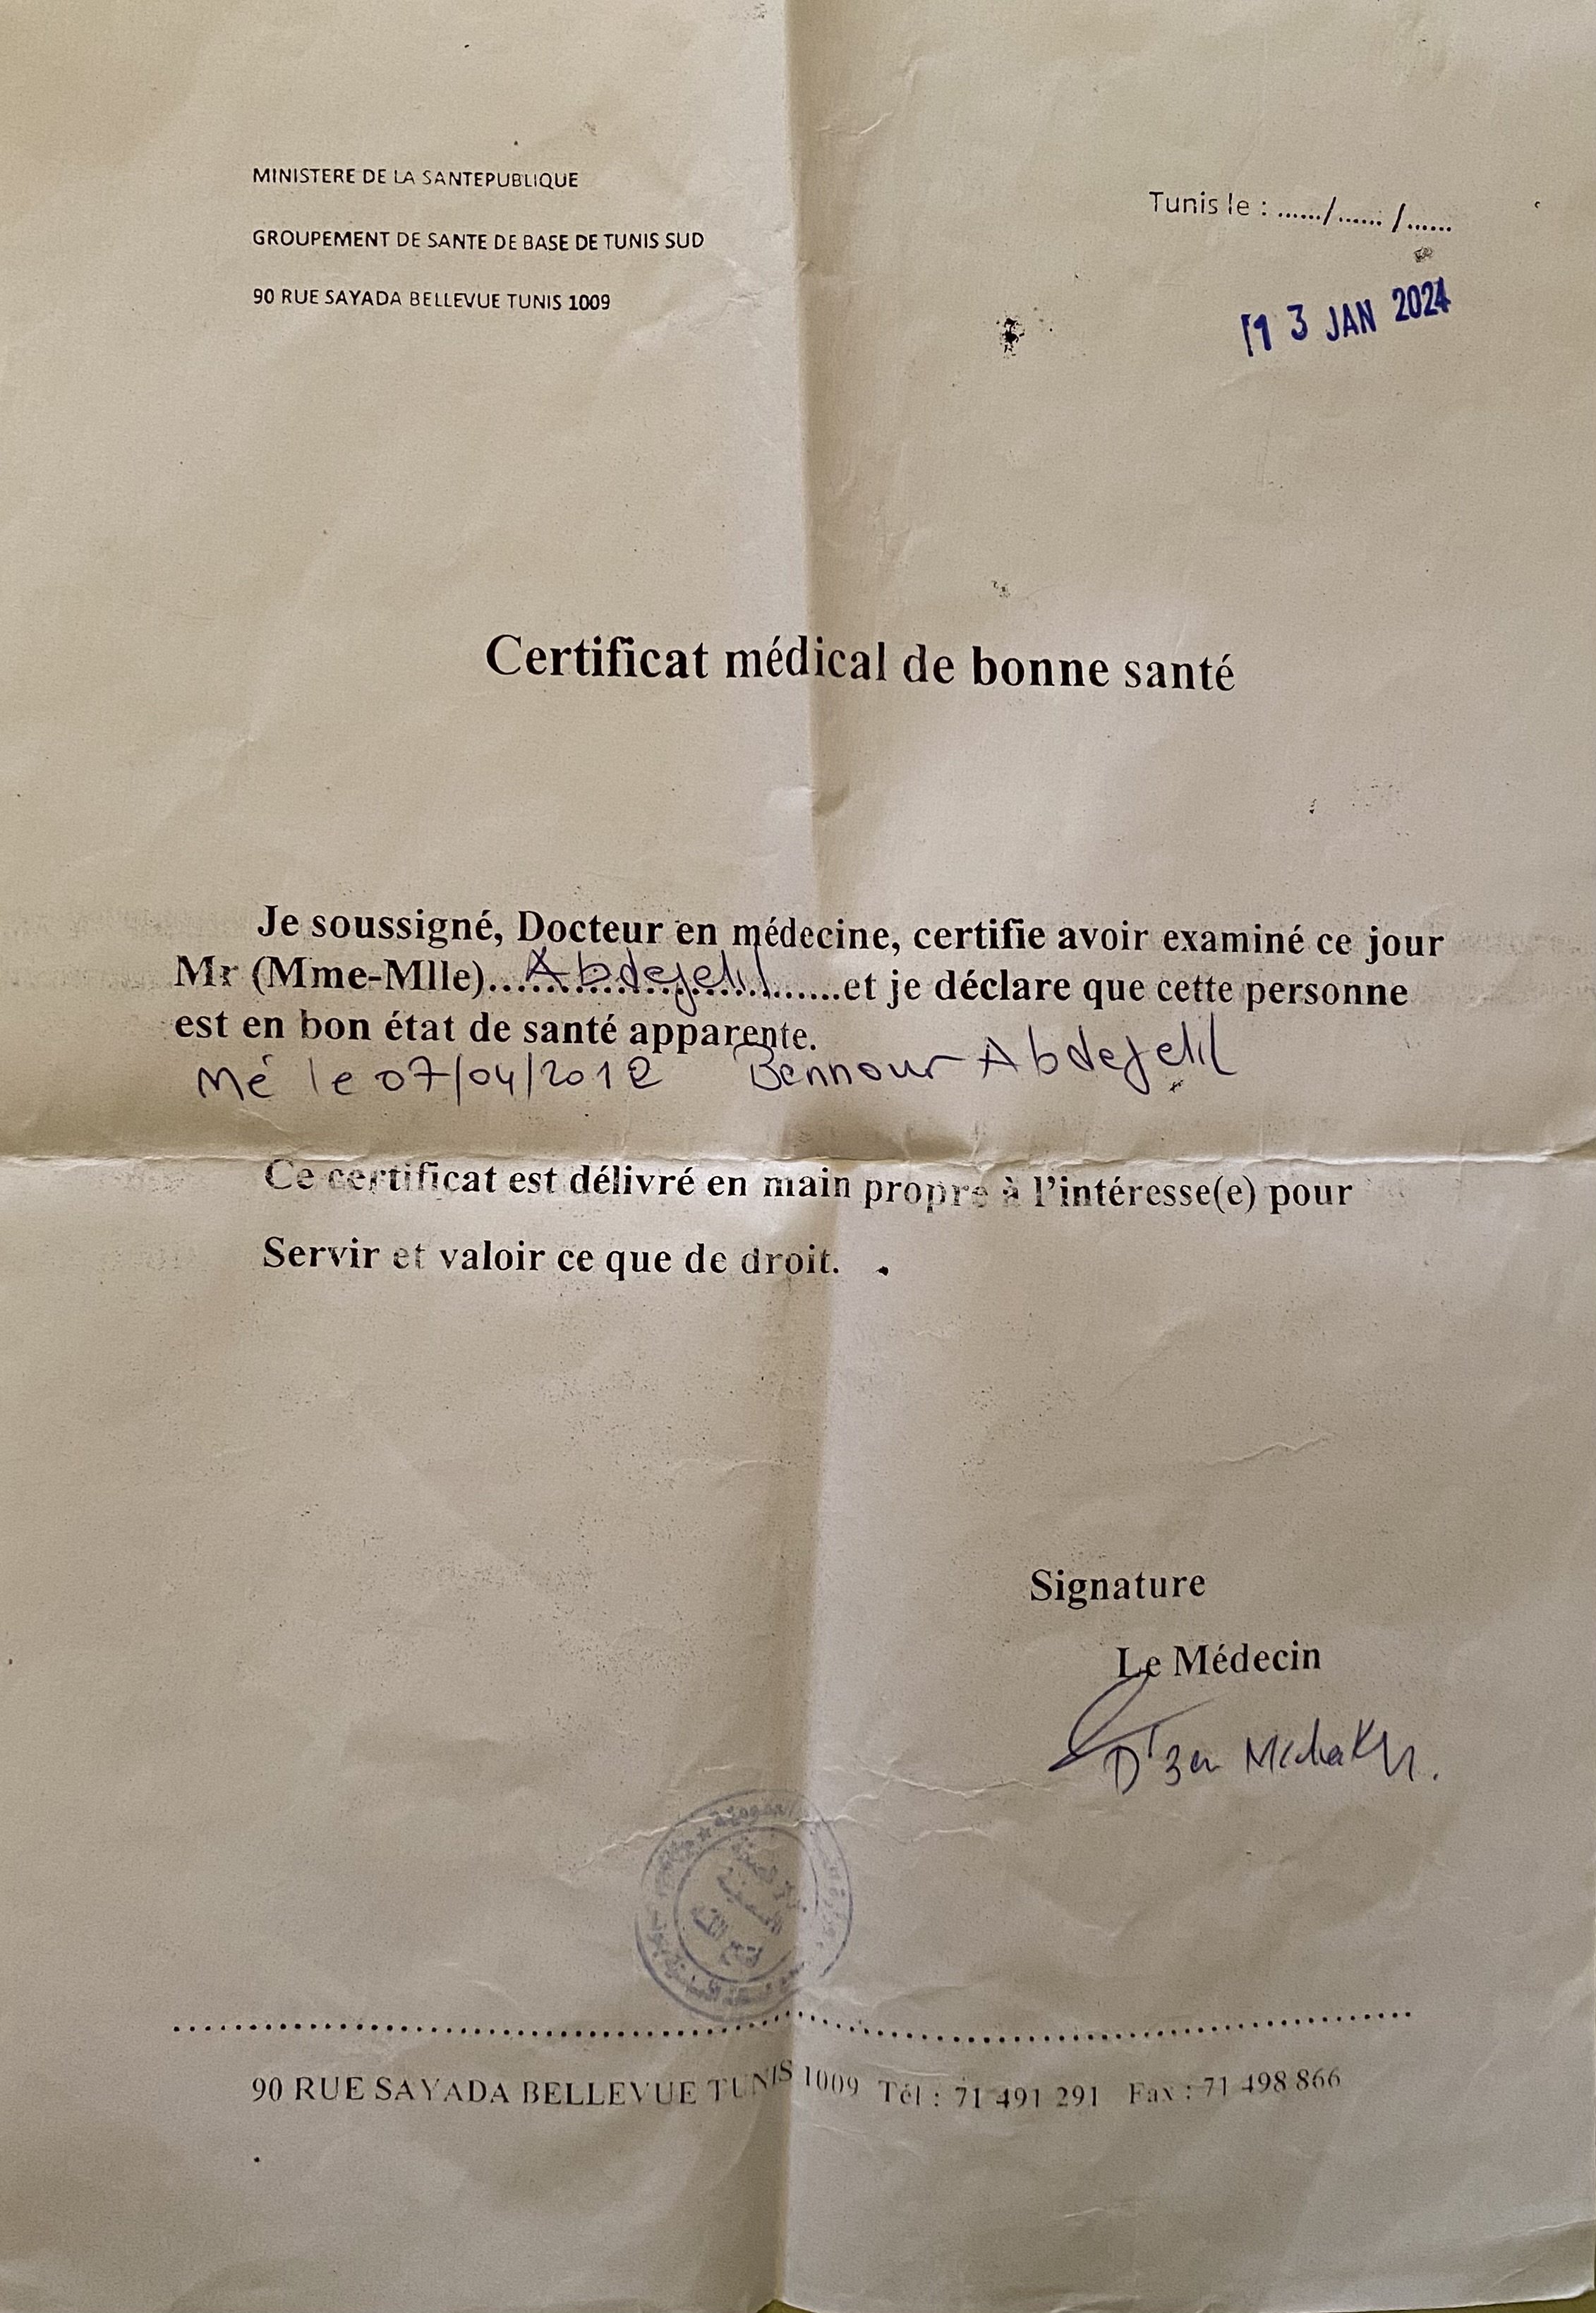 MINISTERE DE LA SANTEPUBLIQUE
GROUPEMENT DE SANTE DE BASE DE TUNIS SUD
90 RUE SAYADA BELLEVUE TUNIS 1009
Tunis le : ....../....../......
13 JAN 2024
Certificat médical de bonne santé
Je soussigné, Docteur en médecine, certifie avoir examiné ce jour
Mr (Mme-Mlle)....Abdejelil........et je déclare que cette personne
est en bon état de santé apparente.
Né le 07/04/2012 Bennour Abdejelil
Ce certificat est délivré en main propre à l'intéresse(e) pour
Servir et valoir ce que de droit.
Signature
Le Médecin
90 RUE SAYADA BELLEVUE TUNIS 1009 Tél : 71 491 291 Fax : 71 498 866